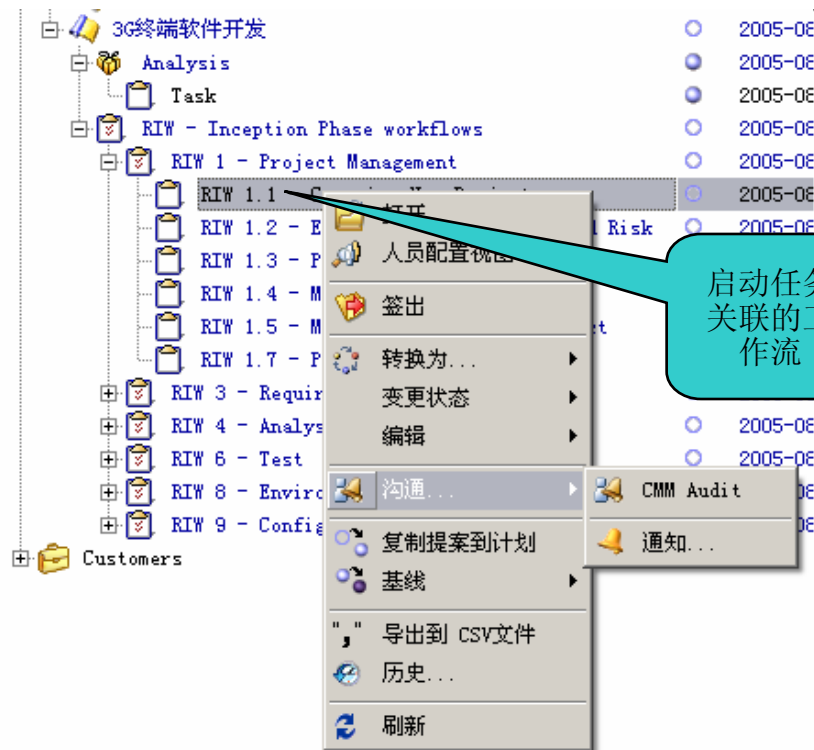 3G终端软件开发 2005-08
Analysis 2005-08
Task 2005-08
RIW - Inception Phase workflows 2005-08
RIW 1 - Project Management 2005-08
RIW 1.1 - 2005-08
RIW 1.2 - E Risk 2005-08
RIW 1.3 - P
RIW 1.4 - M
RIW 1.5 - M
RIW 1.7 - P
RIW 3 - Requir
RIW 4 - Analys 2005-08
RIW 6 - Test 2005-08
RIW 8 - Enviro
RIW 9 - Config
Customers
打开
人员配置视图
签出
转换为...
变更状态
编辑
沟通...
复制提案到计划
基线
导出到 CSV文件
历史...
刷新
CMM Audit
通知...
启动任务
关联的工
作流